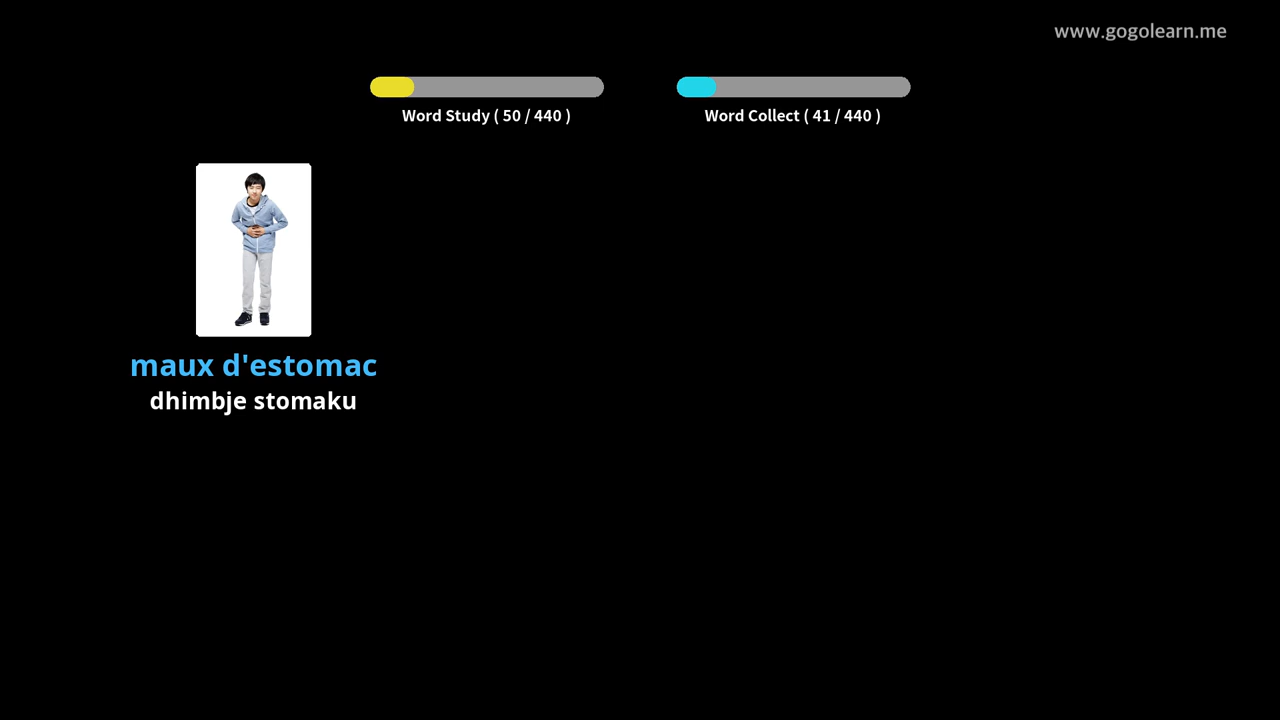 www.gogolearn.me
Word Study ( 50 / 440 )
Word Collect ( 41 / 440 )
maux d'estomac
dhimbje stomaku